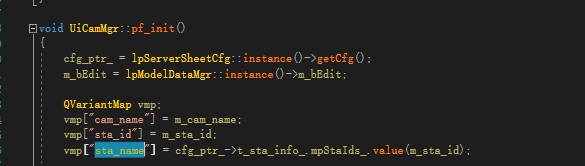 void UiCamMgr::pf_init()
{
cfg_ptr_ = lpServerSheetCfg::instance()->getCfg();
m_bEdit = lpModelDataMgr::instance()->m_bEdit;
QVariantMap vmp;
vmp["cam_name"] = m_cam_name;
vmp["sta_id"] = m_sta_id;
vmp["sta_name"] = cfg_ptr_->t_sta_info_.mpStaIds_.value(m_sta_id);